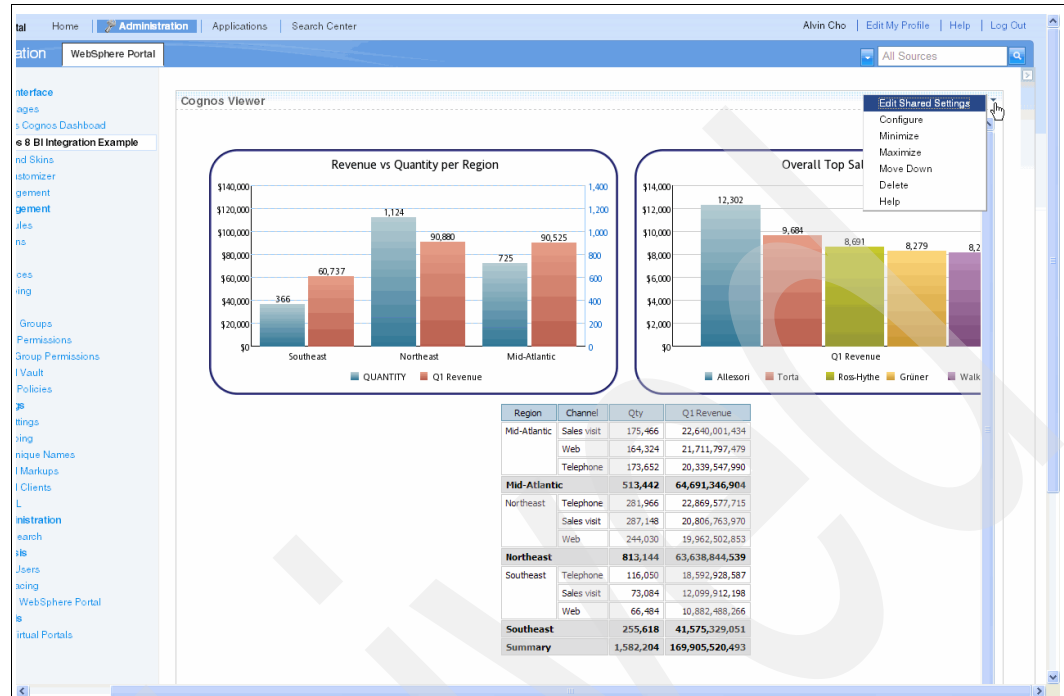 tal Home Administration Applications Search Center Alvin Cho Edit My Profile Help Log Out
ation WebSphere Portal All Sources
nterface
ages
s Cognos Dashboad
s 8 BI Integration Example
nd Skins
ustomizer
gement
gement
ules
ns
ces
ping
Groups
Permissions
Group Permissions
l Vault
Policies
gs
ttings
ping
nique Names
l Markups
l Clients
L
inistration
earch
sis
Users
acing
WebSphere Portal
ls
irtual Portals
Cognos Viewer
Edit Shared Settings
Configure
Minimize
Maximize
Move Down
Delete
Help
Revenue vs Quantity per Region
$140,000 1,400
$120,000 1,200
$100,000 1,000
$80,000 800
$60,000 600
$40,000 400
$20,000 200
$0 0
366 60,737 1,124 90,880 725 90,525
Southeast Northeast Mid-Atlantic
QUANTITY Q1 Revenue
Overall Top Sal
$14,000
$12,000
$10,000
$8,000
$6,000
$4,000
$2,000
$0
12,302 9,684 8,691 8,279 8,2
Q1 Revenue
Allessori Torta Ross-Hythe Grüner Walk
Region Channel Qty Q1 Revenue
Mid-Atlantic Sales visit 175,466 22,640,001,434
Web 164,324 21,711,797,479
Telephone 173,652 20,339,547,990
Mid-Atlantic 513,442 64,691,346,904
Northeast Telephone 281,966 22,869,577,715
Sales visit 287,148 20,806,763,970
Web 244,030 19,962,502,853
Northeast 813,144 63,638,844,539
Southeast Telephone 116,050 18,592,928,587
Sales visit 73,084 12,099,912,198
Web 66,484 10,882,488,266
Southeast 255,618 41,575,329,051
Summary 1,582,204 169,905,520,493